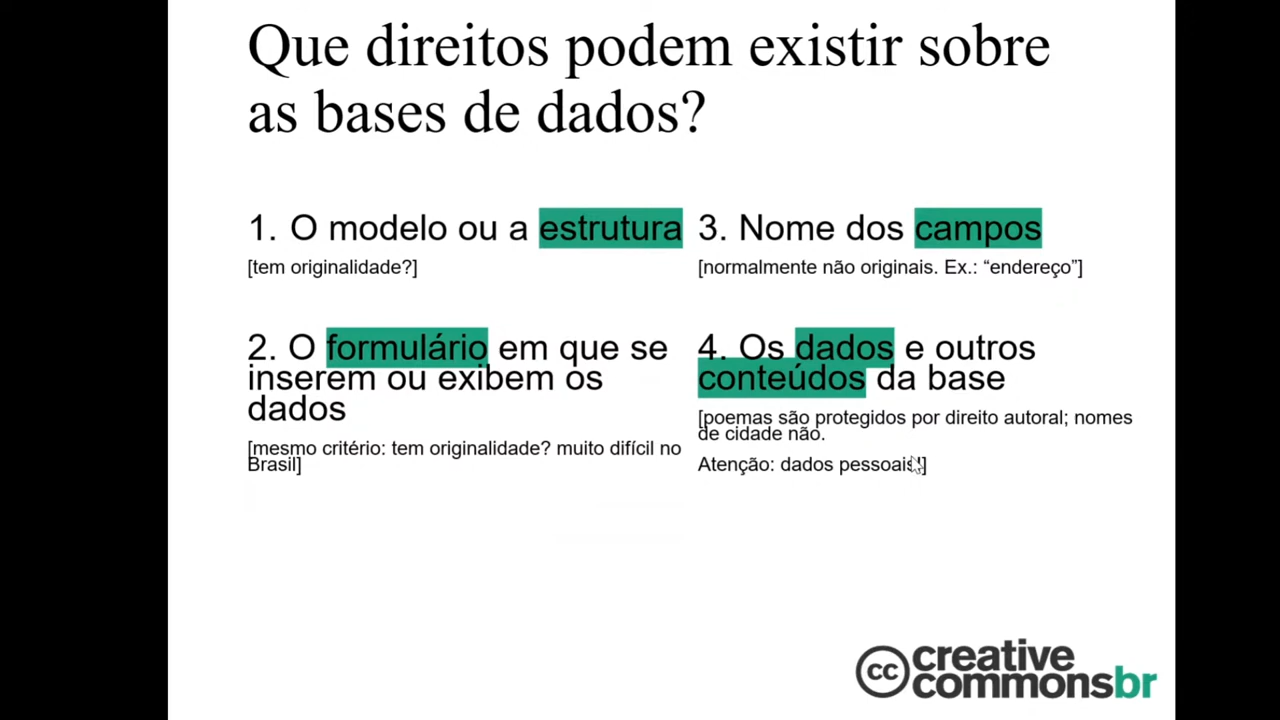 Que direitos podem existir sobre
as bases de dados?
1. O modelo ou a estrutura
[tem originalidade?]
2. O formulário em que se
inserem ou exibem os
dados
[mesmo critério: tem originalidade? muito difícil no
Brasil]
3. Nome dos campos
[normalmente não originais. Ex.: “endereço”]
4. Os dados e outros
conteúdos da base
[poemas são protegidos por direito autoral; nomes
de cidade não.
Atenção: dados pessoais!]
cc creative
commonsbr